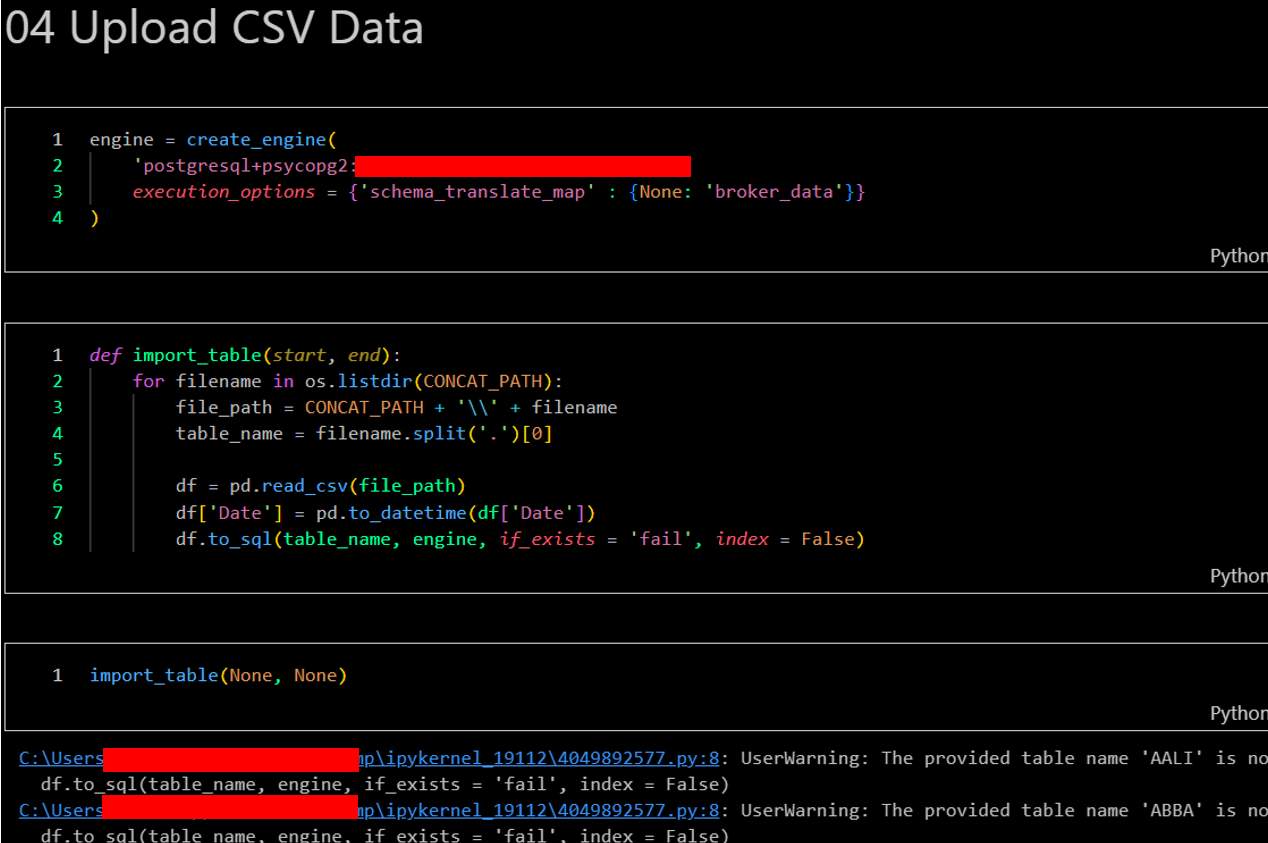 04 Upload CSV Data
1 engine = create_engine(
2 'postgresql+psycopg2:
3 execution_options = {'schema_translate_map' : {None: 'broker_data'}}
4 )
Python
1 def import_table(start, end):
2 for filename in os.listdir(CONCAT_PATH):
3 file_path = CONCAT_PATH + '\\' + filename
4 table_name = filename.split('.')[0]
5
6 df = pd.read_csv(file_path)
7 df['Date'] = pd.to_datetime(df['Date'])
8 df.to_sql(table_name, engine, if_exists = 'fail', index = False)
Python
1 import_table(None, None)
Python
C:\Users mp\ipykernel_19112\4049892577.py:8: UserWarning: The provided table name 'AALI' is no
df.to_sql(table_name, engine, if_exists = 'fail', index = False)
C:\Users mp\ipykernel_19112\4049892577.py:8: UserWarning: The provided table name 'ABBA' is no
df.to_sql(table_name, engine, if_exists = 'fail', index = False)